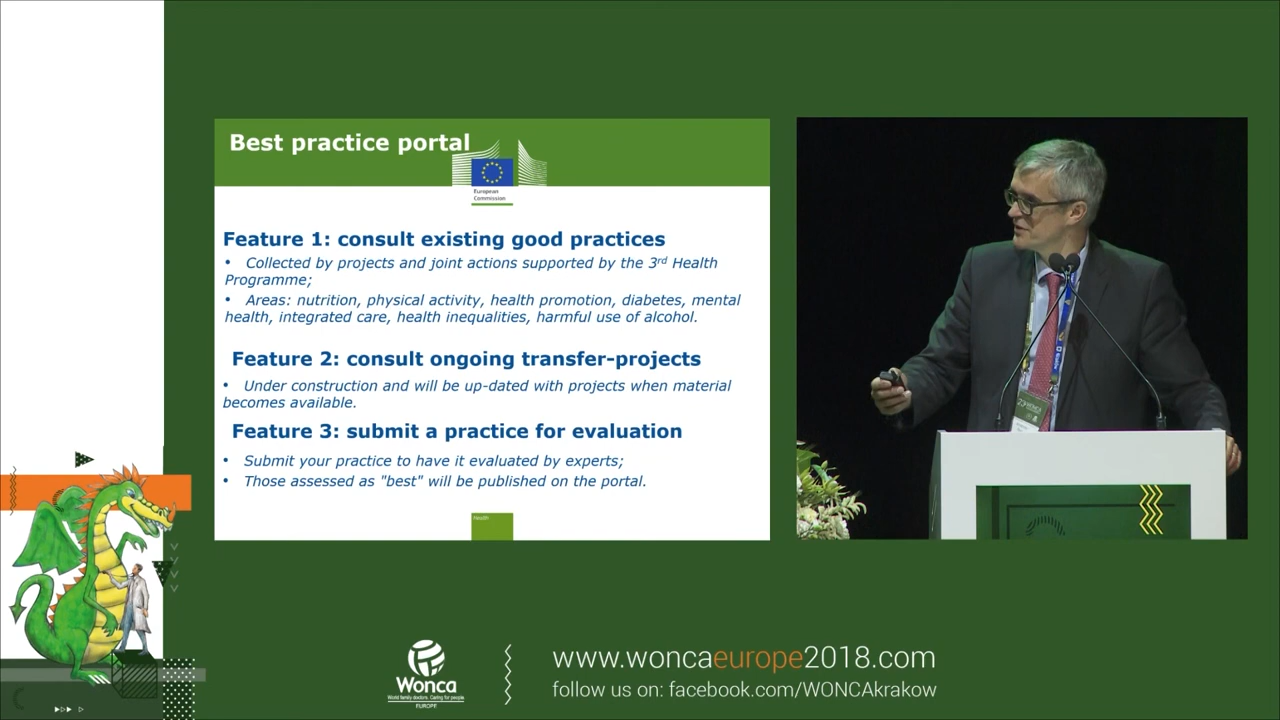 Best practice portal
European
Commission
Feature 1: consult existing good practices
• Collected by projects and joint actions supported by the 3rd Health
Programme;
• Areas: nutrition, physical activity, health promotion, diabetes, mental
health, integrated care, health inequalities, harmful use of alcohol.
Feature 2: consult ongoing transfer-projects
• Under construction and will be up-dated with projects when material
becomes available.
Feature 3: submit a practice for evaluation
• Submit your practice to have it evaluated by experts;
• Those assessed as "best" will be published on the portal.
Health
WONCA
Wonca
World family doctors. Caring for people.
EUROPE
www.woncaeurope2018.com
follow us on: facebook.com/WONCAkrakow